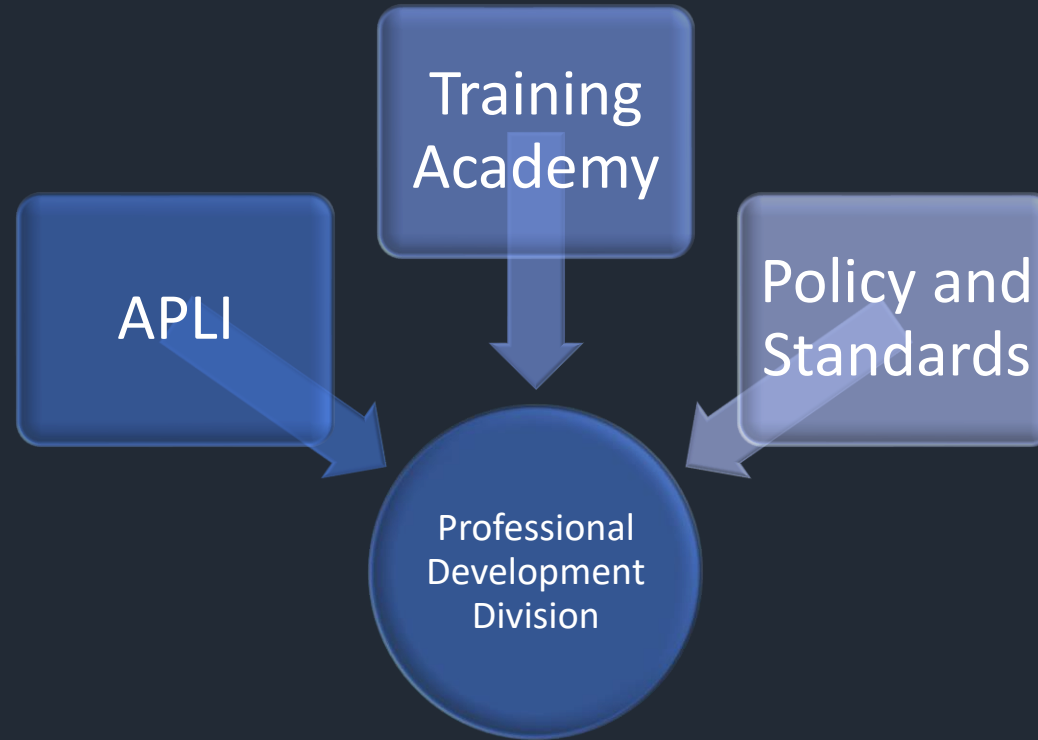 Training
Academy
APLI
Policy and
Standards
Professional
Development
Division